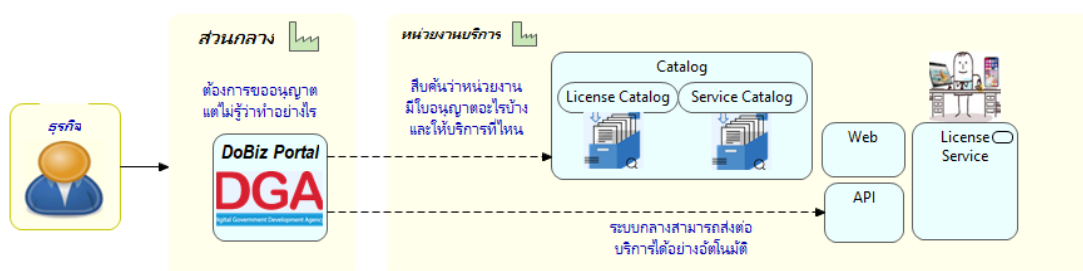 ส่วนกลาง
หน่วยงานบริการ
ต้องการขออนุญาต
แต่ไม่รู้ว่าทำอย่างไร
สืบค้นว่าหน่วยงาน
มีใบอนุญาตอะไรบ้าง
และให้บริการที่ไหน
Catalog
License Catalog
Service Catalog
ธุรกิจ
DoBiz Portal
DGA
Digital Government Development Agency
Web
API
License
Service
ระบบกลางสามารถส่งต่อ
บริการได้อย่างอัตโนมัติ